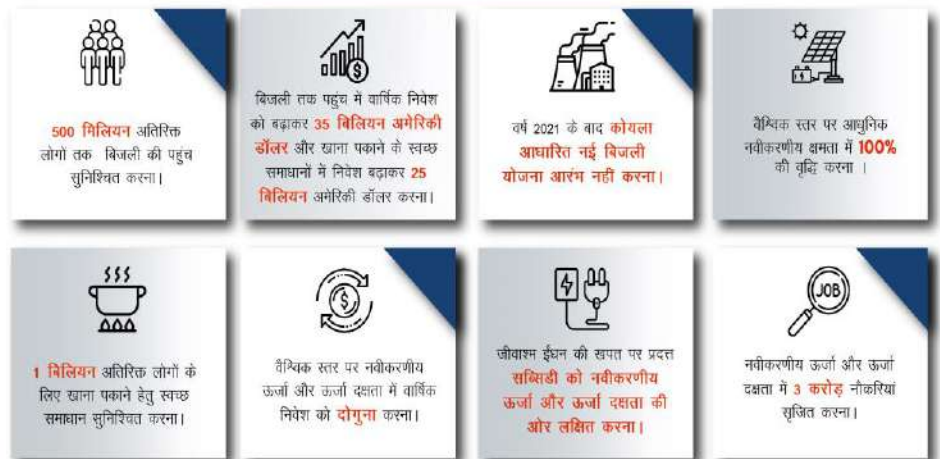 500 मिलियन अतिरिक्त
लोगों तक बिजली की पहुंच
सुनिश्चित करना।
बिजली तक पहुंच में वार्षिक निवेश
को बढ़ाकर 35 बिलियन अमेरिकी
डॉलर और खाना पकाने के स्वच्छ
समाधानों में निवेश बढ़ाकर 25
बिलियन अमेरिकी डॉलर करना।
वर्ष 2021 के बाद कोयला
आधारित नई बिजली
योजना आरंभ नहीं करना।
वैश्विक स्तर पर आधुनिक
नवीकरणीय क्षमता में 100%
की वृद्धि करना ।
1 बिलियन अतिरिक्त लोगों के
लिए खाना पकाने हेतु स्वच्छ
समाधान सुनिश्चित करना।
वैश्विक स्तर पर नवीकरणीय
ऊर्जा और ऊर्जा दक्षता में वार्षिक
निवेश को दोगुना करना।
जीवाश्म ईंधन की खपत पर प्रदत्त
सब्सिडी को नवीकरणीय
ऊर्जा और ऊर्जा दक्षता की
ओर लक्षित करना।
JOB
नवीकरणीय ऊर्जा और ऊर्जा
दक्षता में 3 करोड़ नौकरियां
सृजित करना।